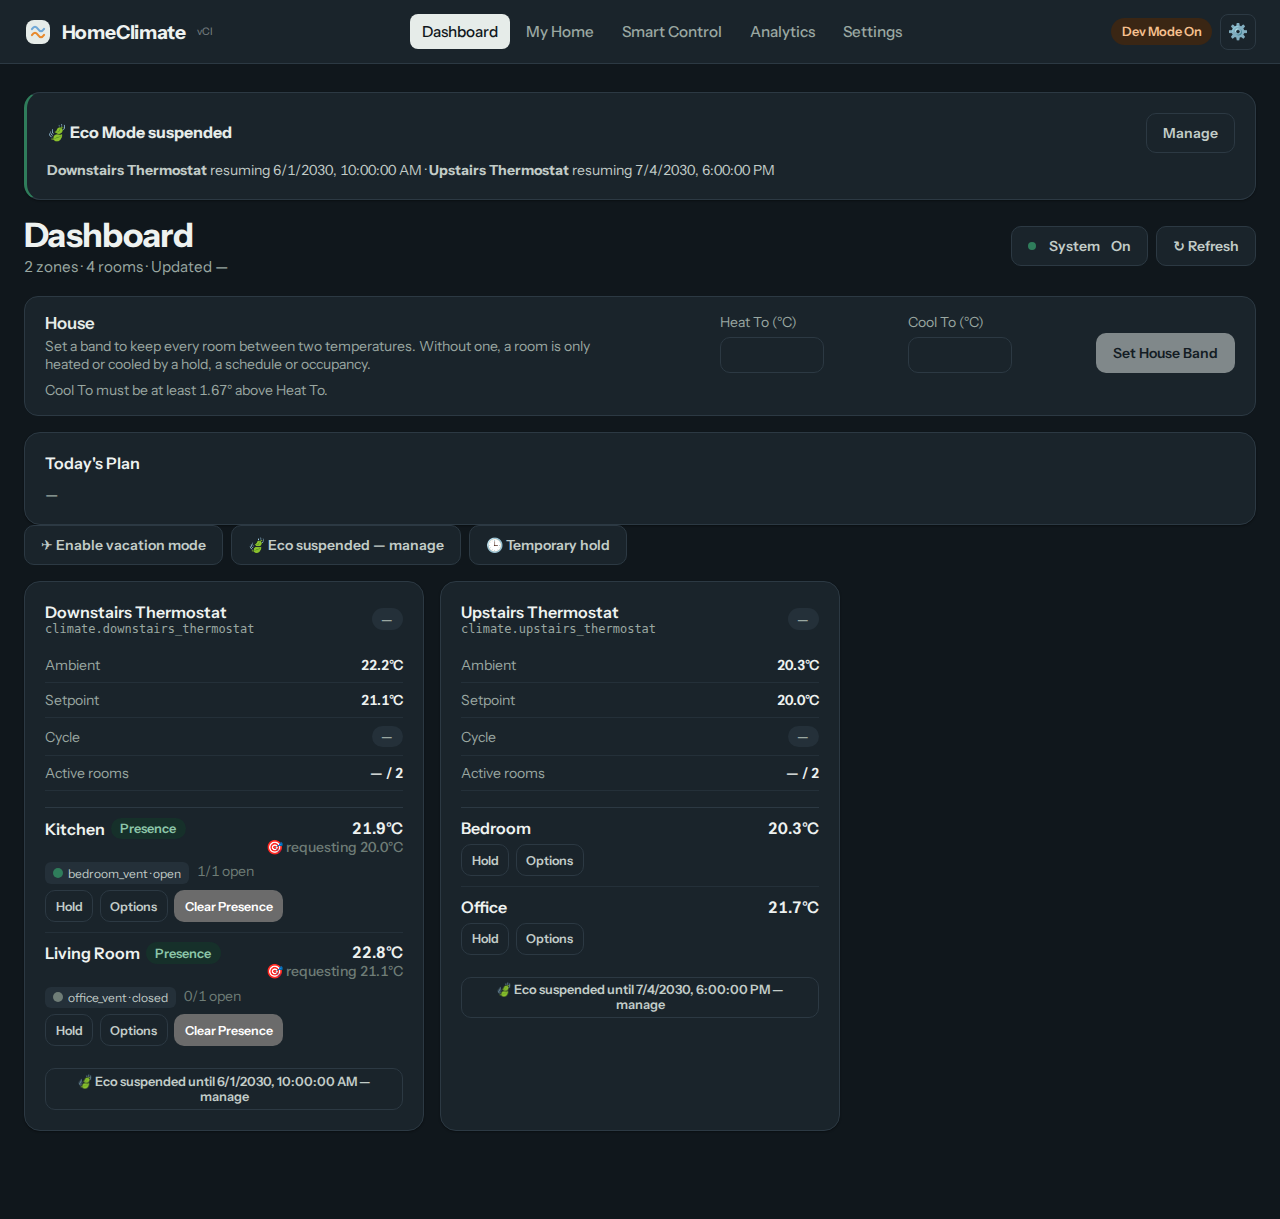 HomeClimate vCI
Dashboard
My Home
Smart Control
Analytics
Settings
Dev Mode On
Eco Mode suspended
Manage
Downstairs Thermostat resuming 6/1/2030, 10:00:00 AM · Upstairs Thermostat resuming 7/4/2030, 6:00:00 PM
Dashboard
2 zones · 4 rooms · Updated —
System On
↻ Refresh
House
Set a band to keep every room between two temperatures. Without one, a room is only
heated or cooled by a hold, a schedule or occupancy.
Cool To must be at least 1.67° above Heat To.
Heat To (°C)
Cool To (°C)
Set House Band
Today's Plan
—
✈ Enable vacation mode
Eco suspended — manage
Temporary hold
Downstairs Thermostat
climate.downstairs_thermostat
—
Ambient 22.2°C
Setpoint 21.1°C
Cycle —
Active rooms — / 2
Kitchen Presence 21.9°C
🎯 requesting 20.0°C
bedroom_vent · open 1/1 open
Hold Options Clear Presence
Living Room Presence 22.8°C
🎯 requesting 21.1°C
office_vent · closed 0/1 open
Hold Options Clear Presence
Eco suspended until 6/1/2030, 10:00:00 AM —
manage
Upstairs Thermostat
climate.upstairs_thermostat
—
Ambient 20.3°C
Setpoint 20.0°C
Cycle —
Active rooms — / 2
Bedroom 20.3°C
Hold Options
Office 21.7°C
Hold Options
Eco suspended until 7/4/2030, 6:00:00 PM —
manage